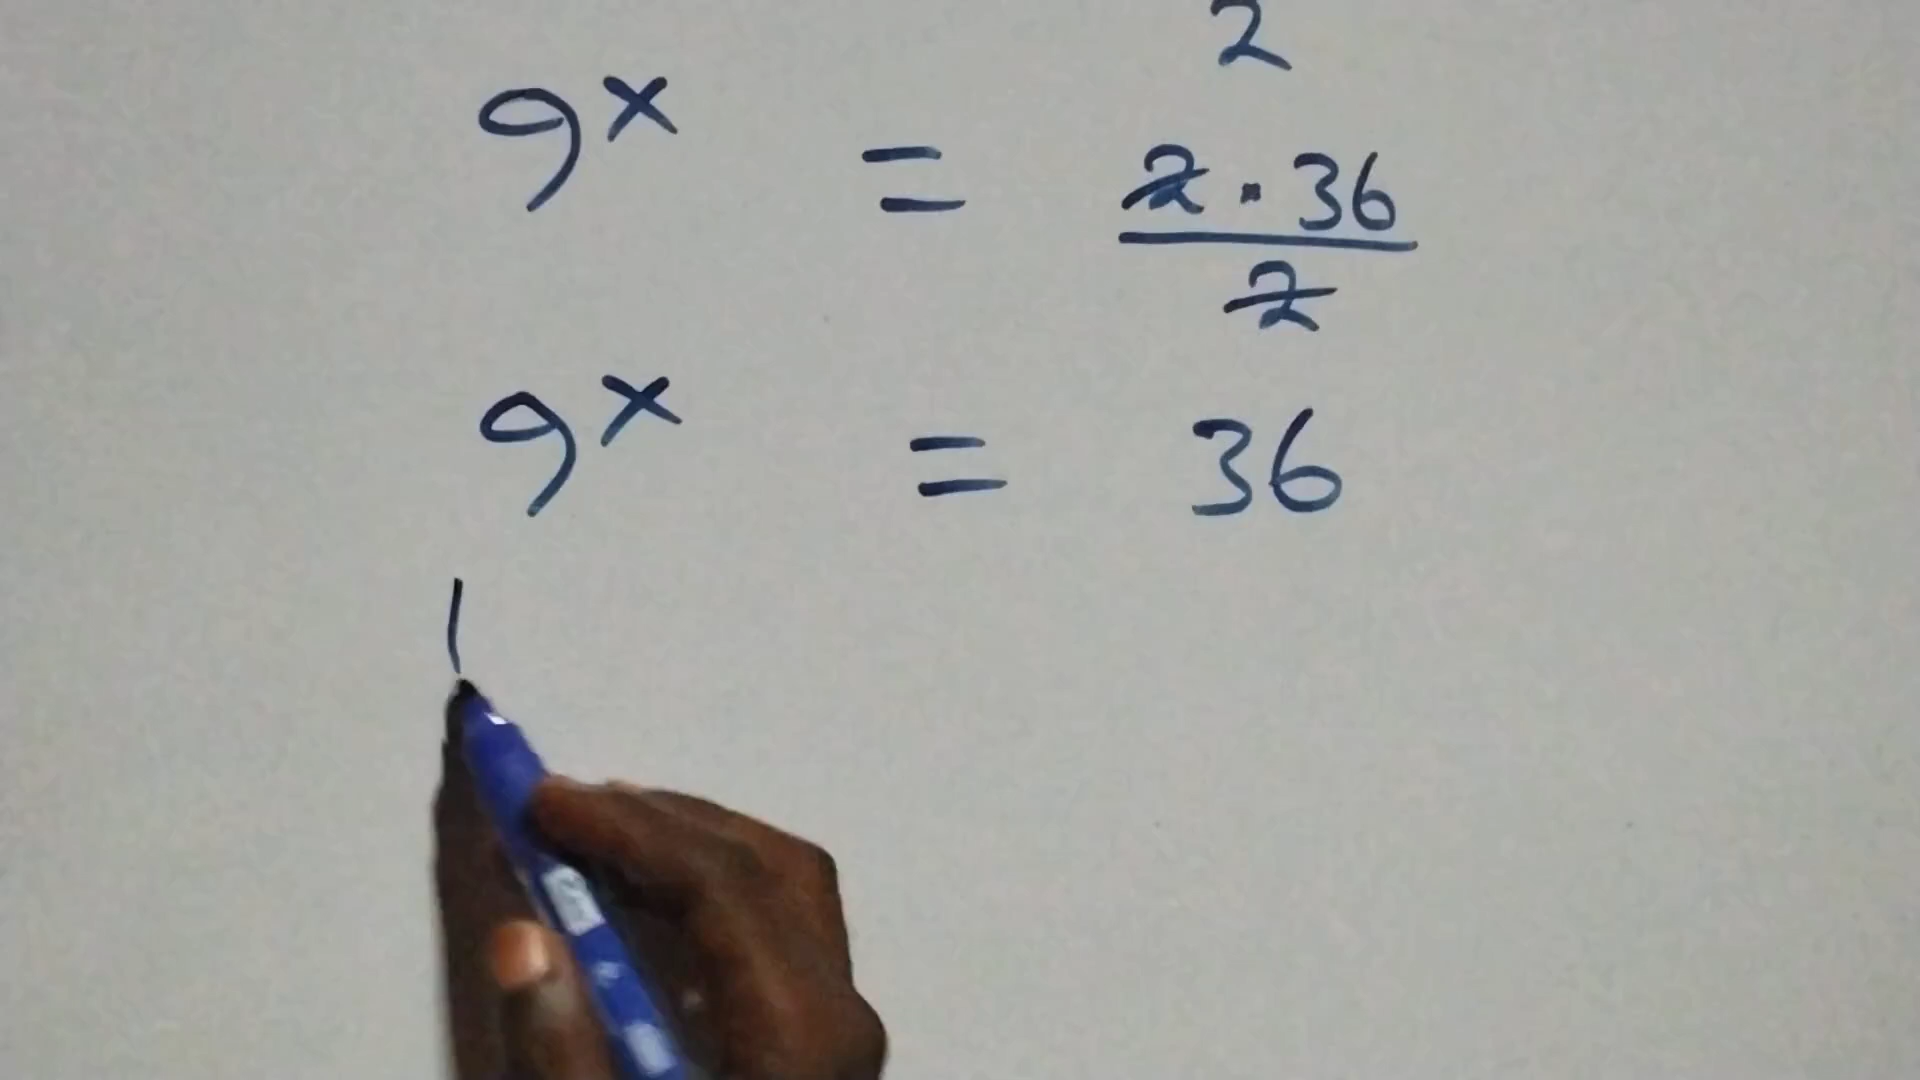 2
9^x = 2 · 36 / 2
9^x = 36
l